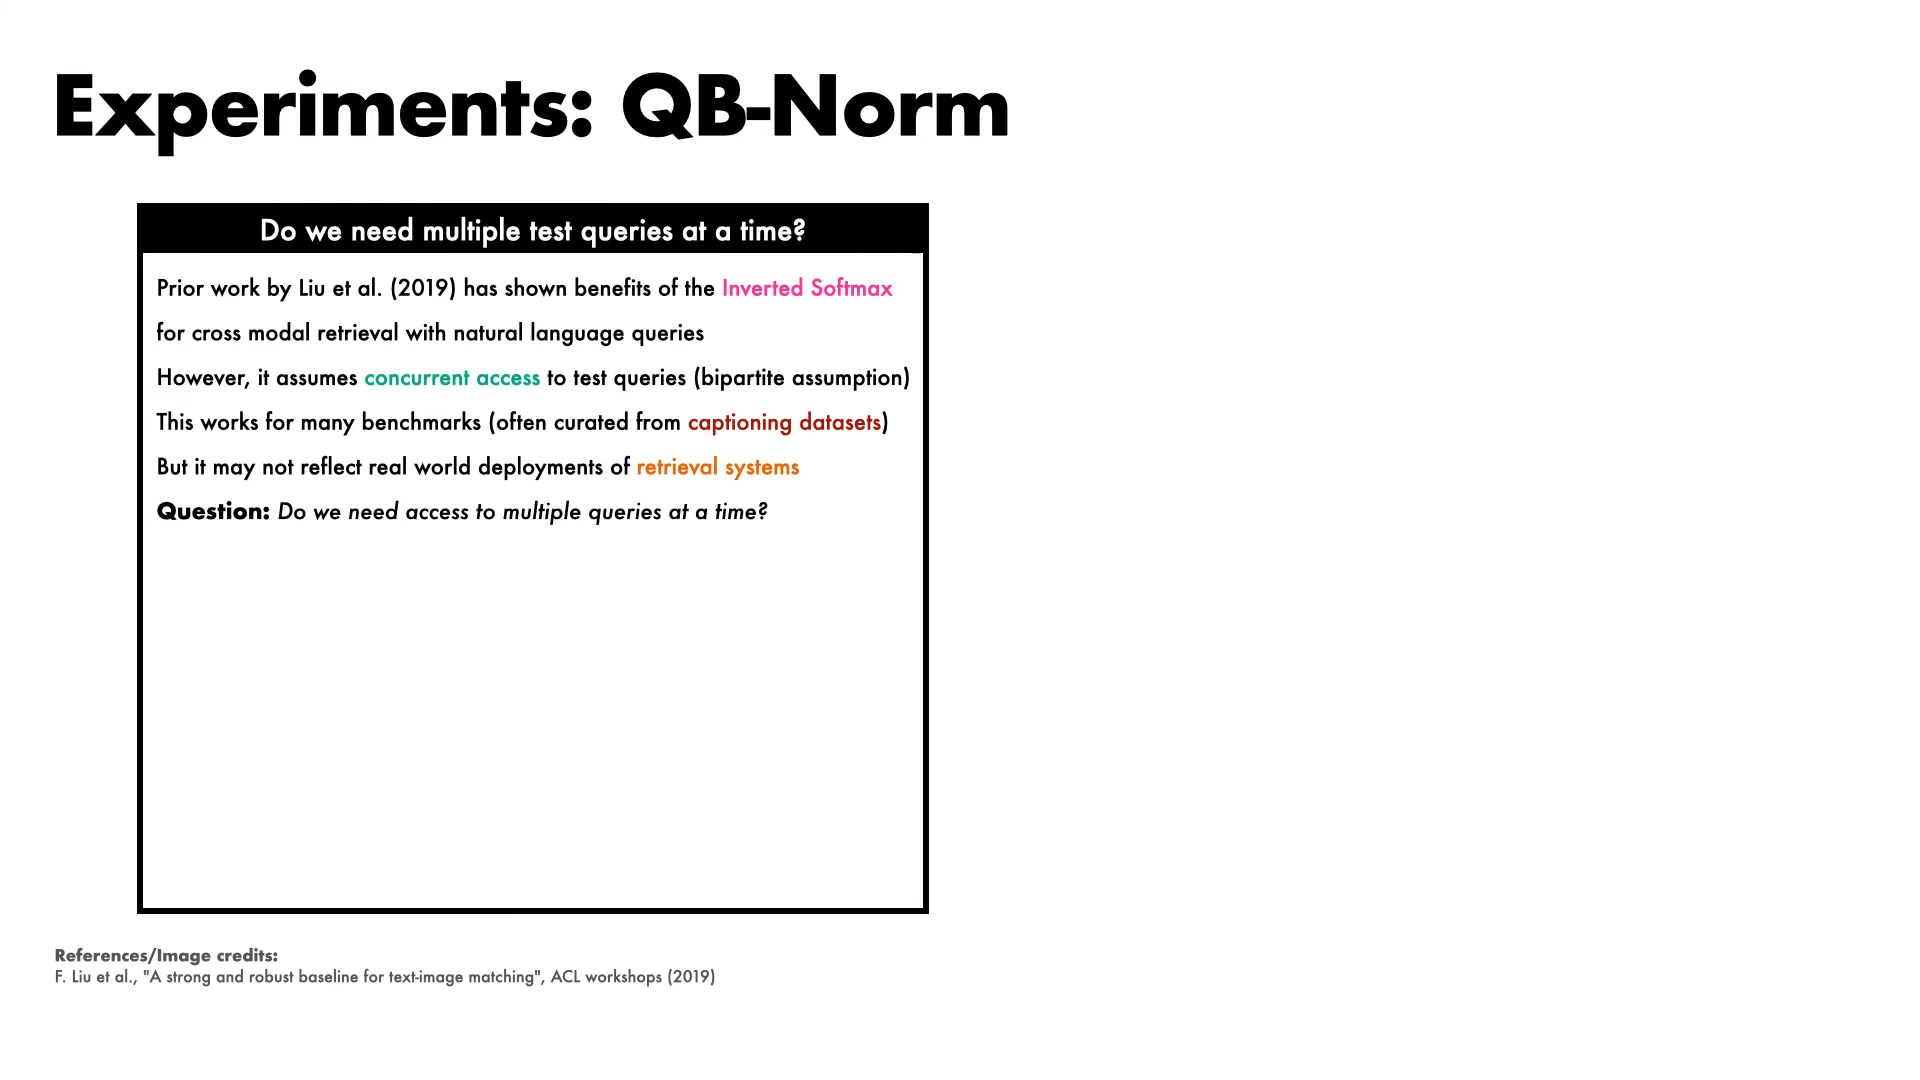 Experiments: QB-Norm
Do we need multiple test queries at a time?
Prior work by Liu et al. (2019) has shown benefits of the Inverted Softmax
for cross modal retrieval with natural language queries
However, it assumes concurrent access to test queries (bipartite assumption)
This works for many benchmarks (often curated from captioning datasets)
But it may not reflect real world deployments of retrieval systems
Question: Do we need access to multiple queries at a time?
References/Image credits:
F. Liu et al., "A strong and robust baseline for text-image matching", ACL workshops (2019)